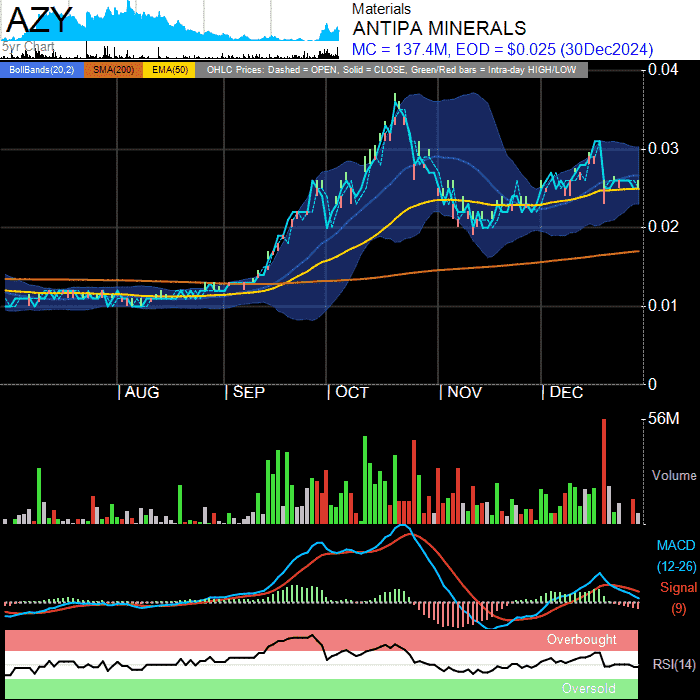 AZY
5yr Chart
Materials
ANTIPA MINERALS
MC = 137.4M, EOD = $0.025 (30Dec2024)
BollBands(20,2) SMA(200) EMA(50) OHLC Prices: Dashed = OPEN, Solid = CLOSE, Green/Red bars = Intra-day HIGH/LOW
0.04
0.03
0.02
0.01
0
| AUG | SEP | OCT | NOV | DEC
56M
Volume
MACD
(12-26)
Signal
(9)
Overbought
RSI(14)
Oversold